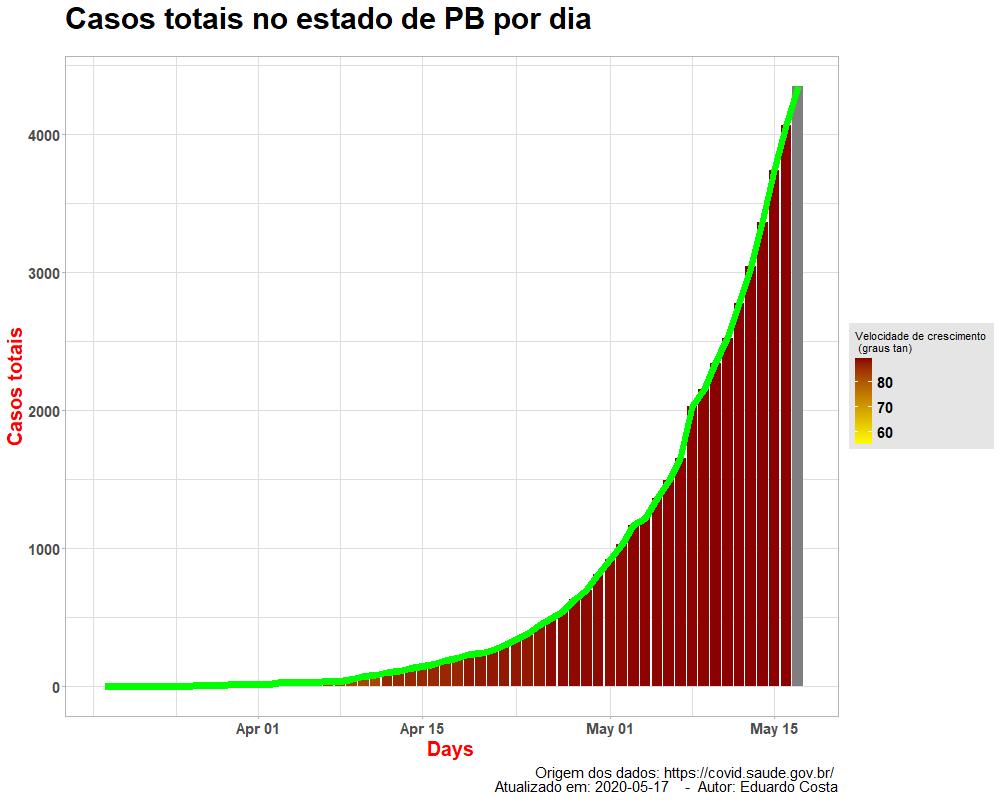 Casos totais no estado de PB por dia
Casos totais
4000
3000
2000
1000
0
Apr 01
Apr 15
May 01
May 15
Days
Velocidade de crescimento
(graus tan)
80
70
60
Origem dos dados: https://covid.saude.gov.br/
Atualizado em: 2020-05-17 - Autor: Eduardo Costa